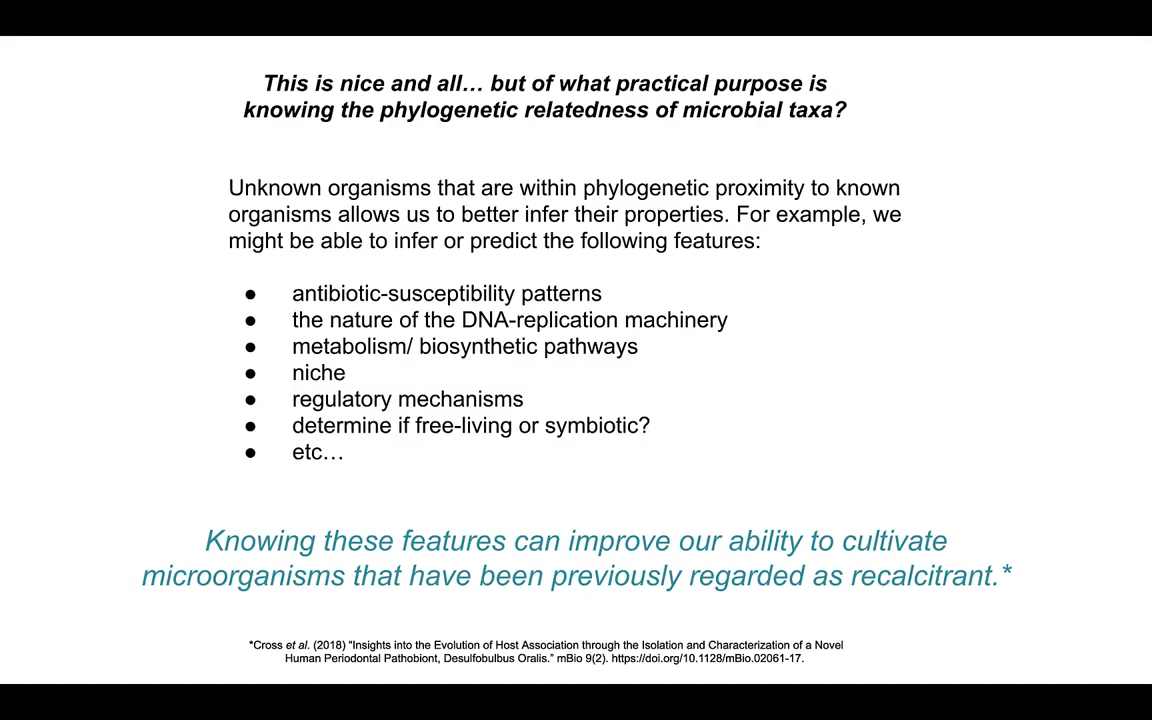 This is nice and all… but of what practical purpose is
knowing the phylogenetic relatedness of microbial taxa?
Unknown organisms that are within phylogenetic proximity to known
organisms allows us to better infer their properties. For example, we
might be able to infer or predict the following features:
● antibiotic-susceptibility patterns
● the nature of the DNA-replication machinery
● metabolism/ biosynthetic pathways
● niche
● regulatory mechanisms
● determine if free-living or symbiotic?
● etc…
Knowing these features can improve our ability to cultivate
microorganisms that have been previously regarded as recalcitrant.*
*Cross et al. (2018) “Insights into the Evolution of Host Association through the Isolation and Characterization of a Novel
Human Periodontal Pathobiont, Desulfobulbus Oralis.” mBio 9(2). https://doi.org/10.1128/mBio.02061-17.